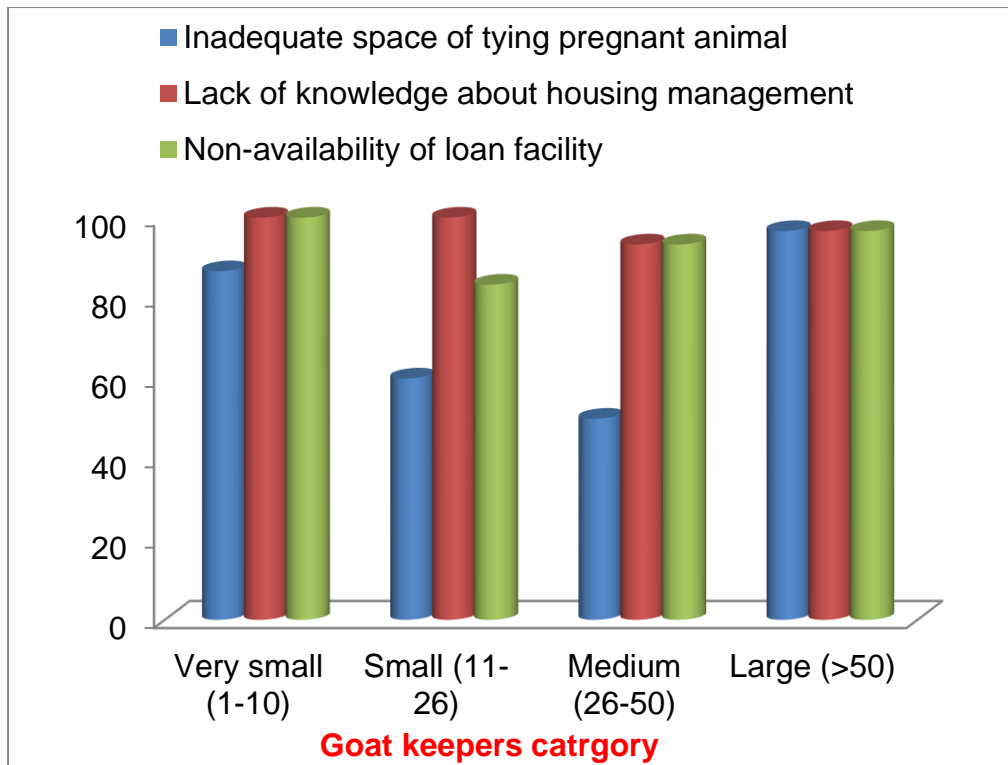 Inadequate space of tying pregnant animal
Lack of knowledge about housing management
Non-availability of loan facility
100
80
60
40
20
0
Very small
(1-10)
Small (11-
26)
Medium
(26-50)
Large (>50)
Goat keepers catrgory